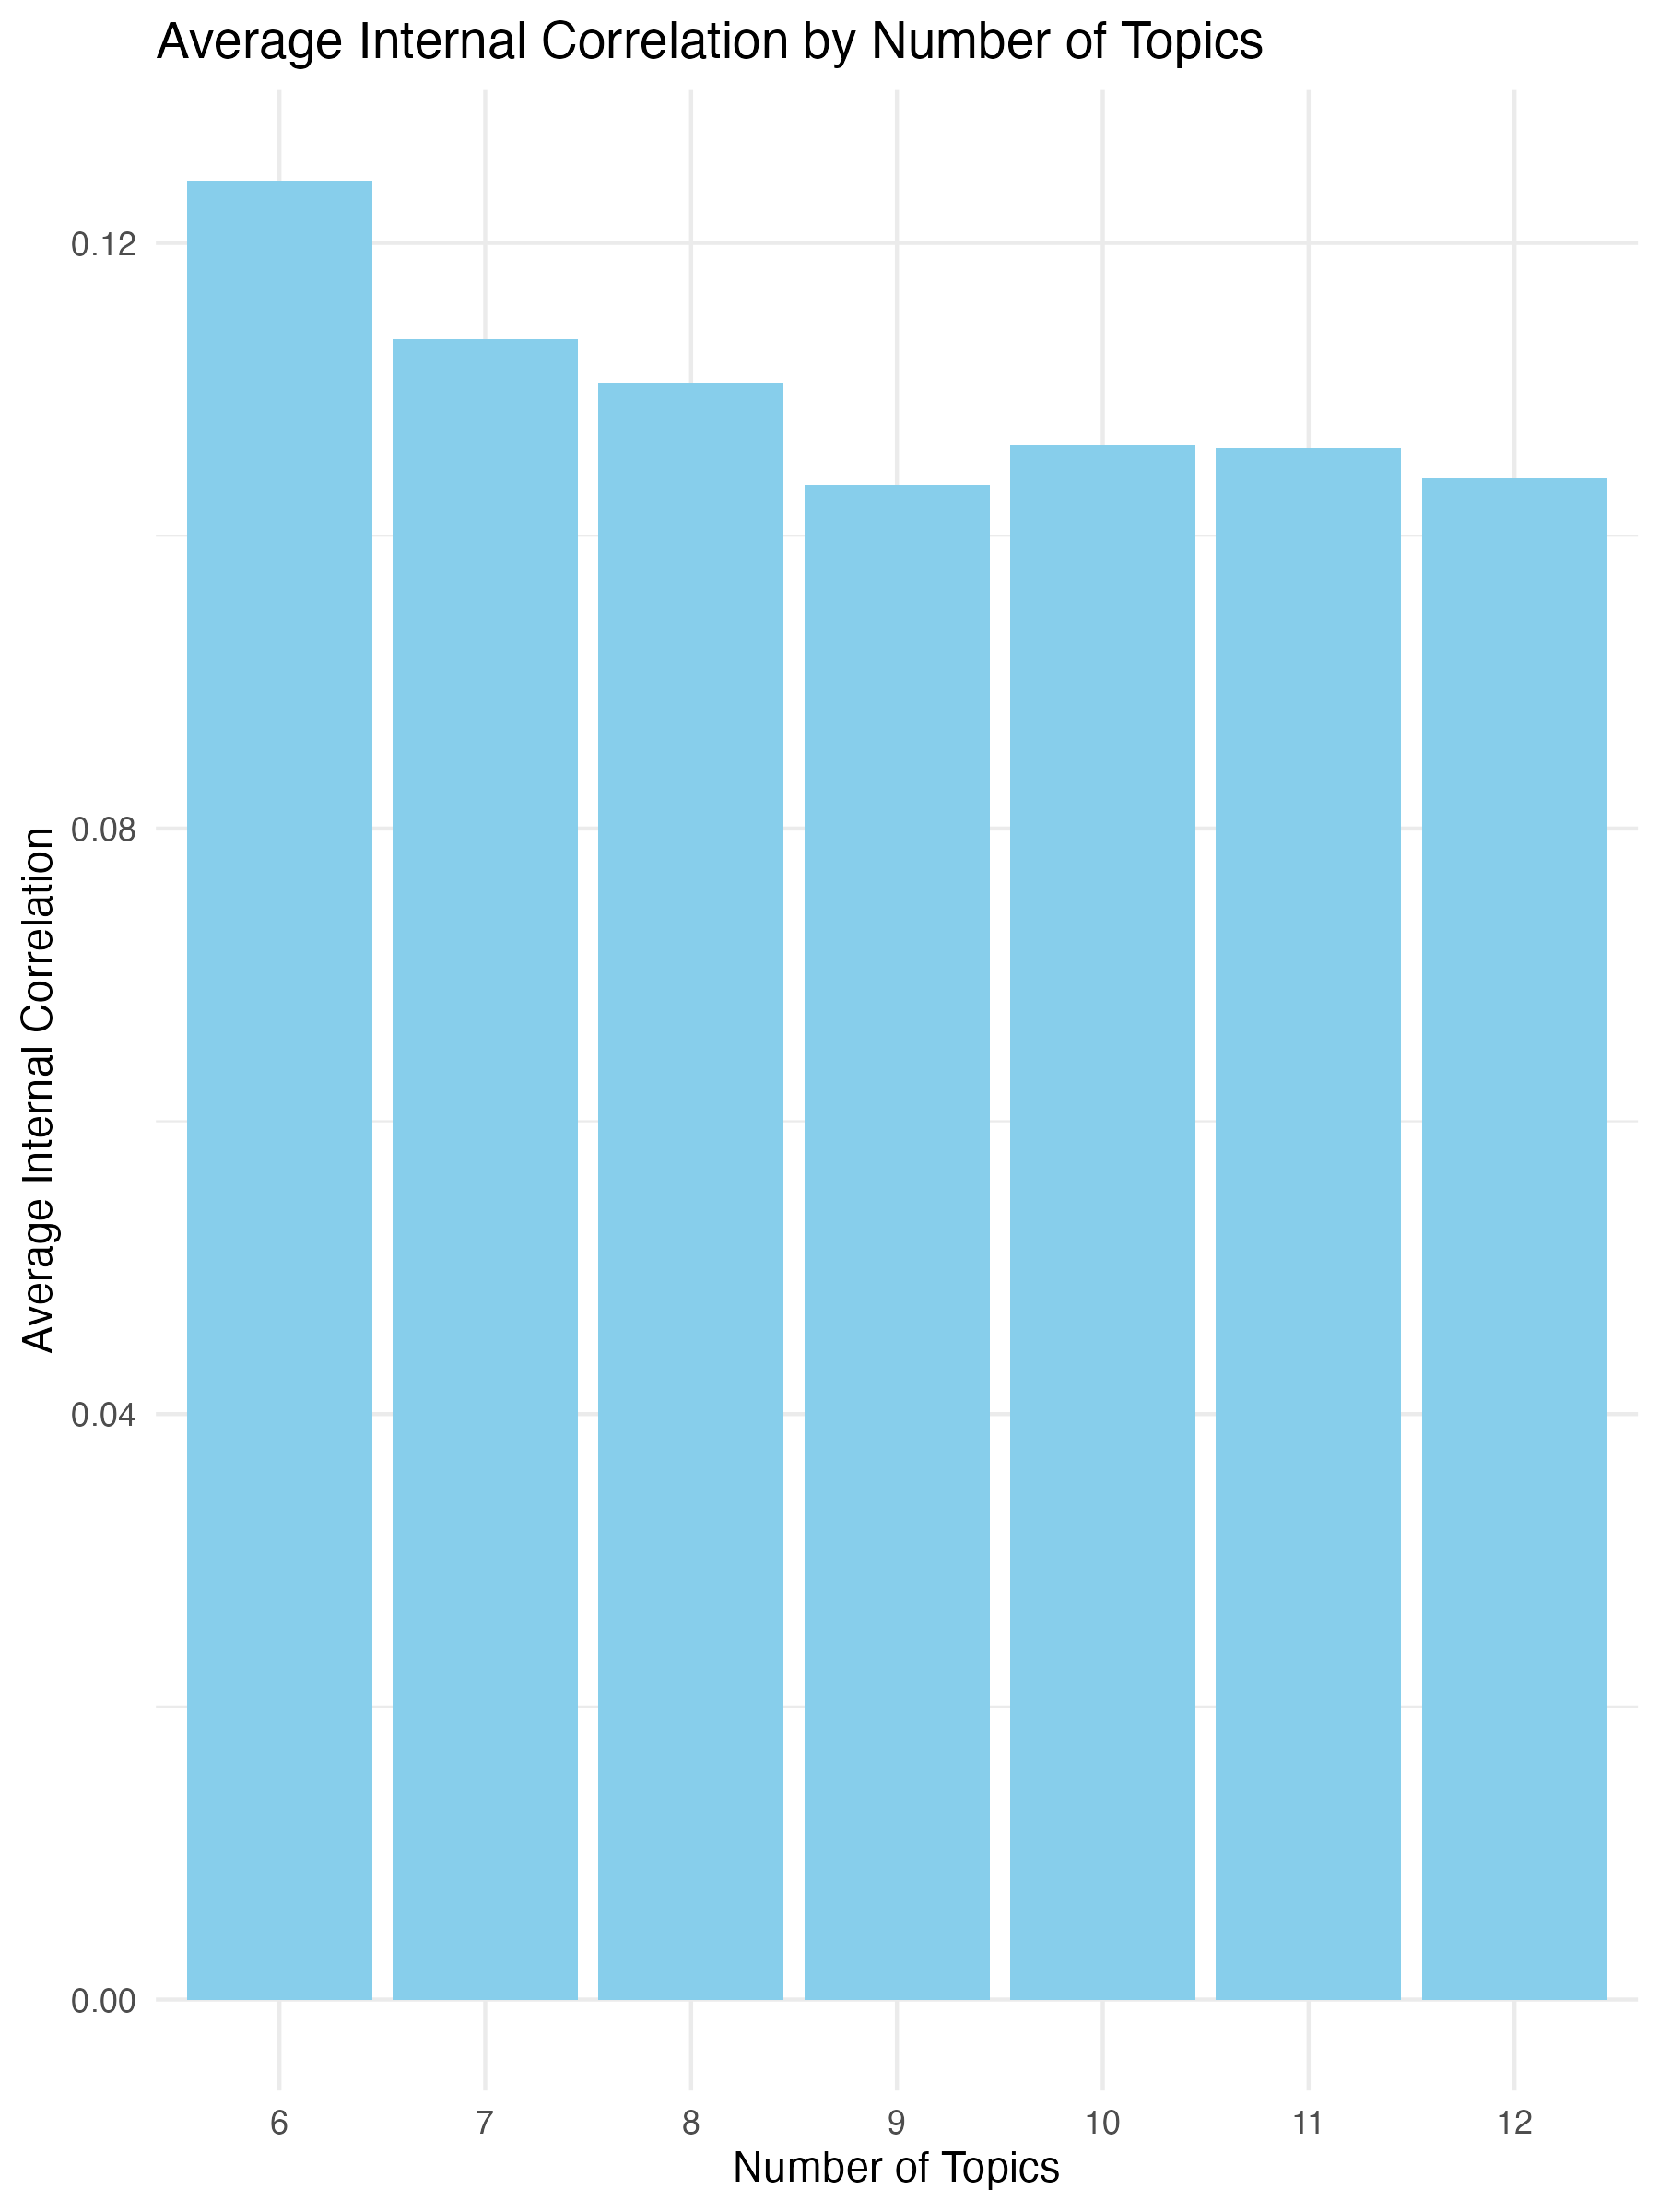 Average Internal Correlation by Number of Topics
0.12
0.08
0.04
0.00
Average Internal Correlation
6 7 8 9 10 11 12
Number of Topics